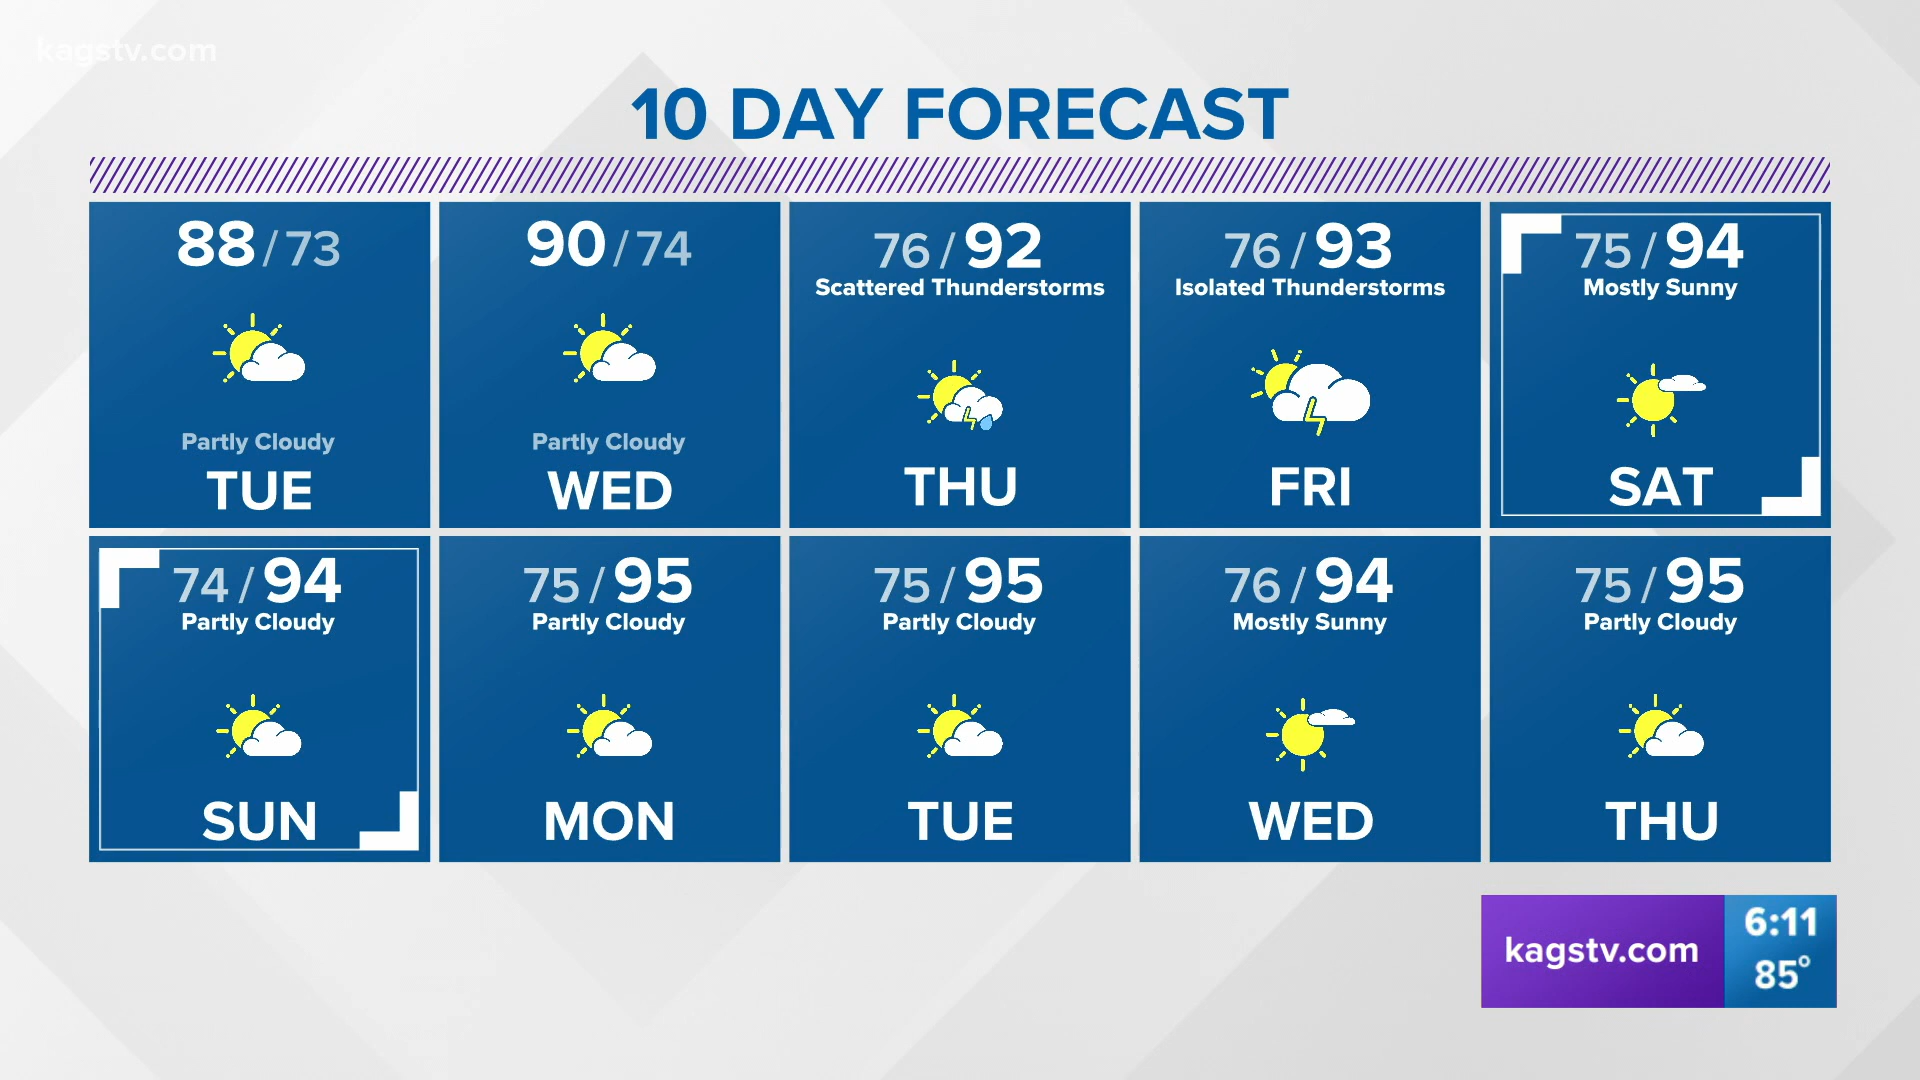 kagstv.com
10 DAY FORECAST
88/73
Partly Cloudy
TUE
90/74
Partly Cloudy
WED
76/92
Scattered Thunderstorms
THU
76/93
Isolated Thunderstorms
FRI
75/94
Mostly Sunny
SAT
74/94
Partly Cloudy
SUN
75/95
Partly Cloudy
MON
75/95
Partly Cloudy
TUE
76/94
Mostly Sunny
WED
75/95
Partly Cloudy
THU
kagstv.com
6:11
85°